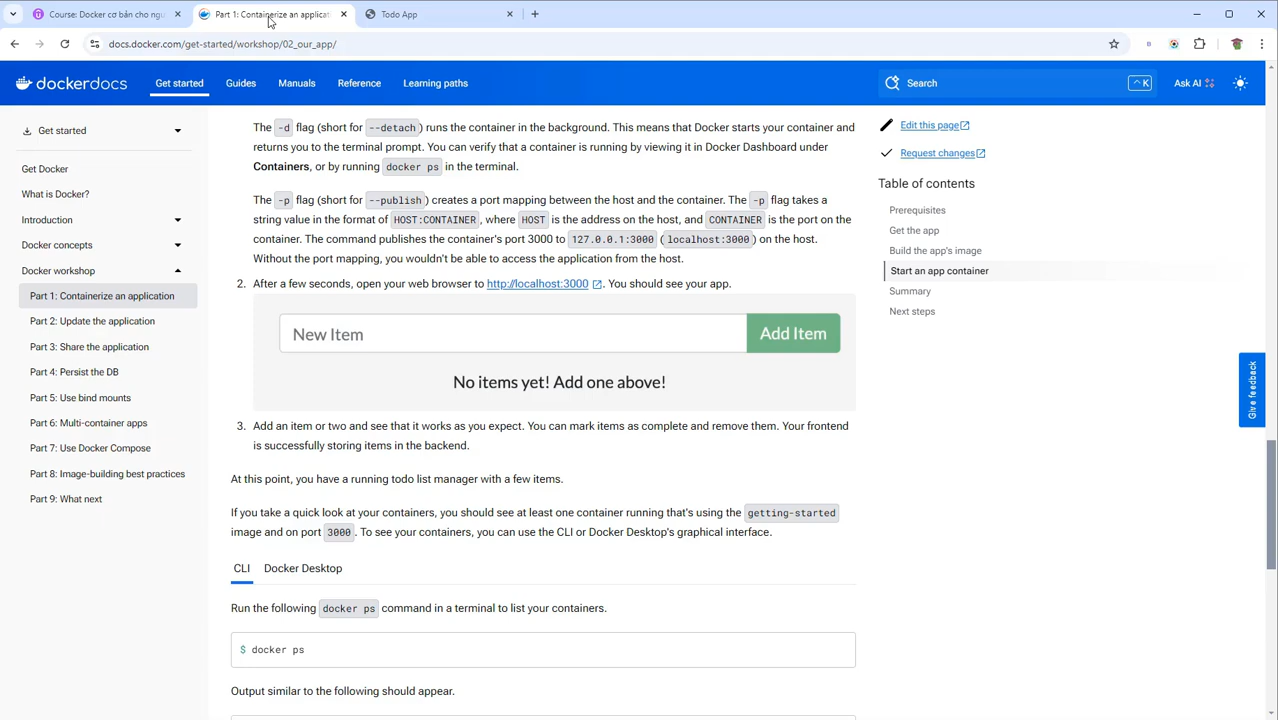 Course: Docker cơ bản cho ngư
Part 1: Containerize an applicati
Todo App
docs.docker.com/get-started/workshop/02_our_app/
dockerdocs
Get started
Guides
Manuals
Reference
Learning paths
Search
^K
Ask AI
Get started
Get Docker
What is Docker?
Introduction
Docker concepts
Docker workshop
Part 1: Containerize an application
Part 2: Update the application
Part 3: Share the application
Part 4: Persist the DB
Part 5: Use bind mounts
Part 6: Multi-container apps
Part 7: Use Docker Compose
Part 8: Image-building best practices
Part 9: What next
The -d flag (short for --detach) runs the container in the background. This means that Docker starts your container and
returns you to the terminal prompt. You can verify that a container is running by viewing it in Docker Dashboard under
Containers, or by running docker ps in the terminal.
The -p flag (short for --publish) creates a port mapping between the host and the container. The -p flag takes a
string value in the format of HOST:CONTAINER, where HOST is the address on the host, and CONTAINER is the port on the
container. The command publishes the container's port 3000 to 127.0.0.1:3000 (localhost:3000) on the host.
Without the port mapping, you wouldn't be able to access the application from the host.
2. After a few seconds, open your web browser to http://localhost:3000. You should see your app.
New Item
Add Item
No items yet! Add one above!
3. Add an item or two and see that it works as you expect. You can mark items as complete and remove them. Your frontend
is successfully storing items in the backend.
At this point, you have a running todo list manager with a few items.
If you take a quick look at your containers, you should see at least one container running that's using the getting-started
image and on port 3000. To see your containers, you can use the CLI or Docker Desktop's graphical interface.
CLI
Docker Desktop
Run the following docker ps command in a terminal to list your containers.
$ docker ps
Output similar to the following should appear.
Edit this page
Request changes
Table of contents
Prerequisites
Get the app
Build the app's image
Start an app container
Summary
Next steps
Give feedback